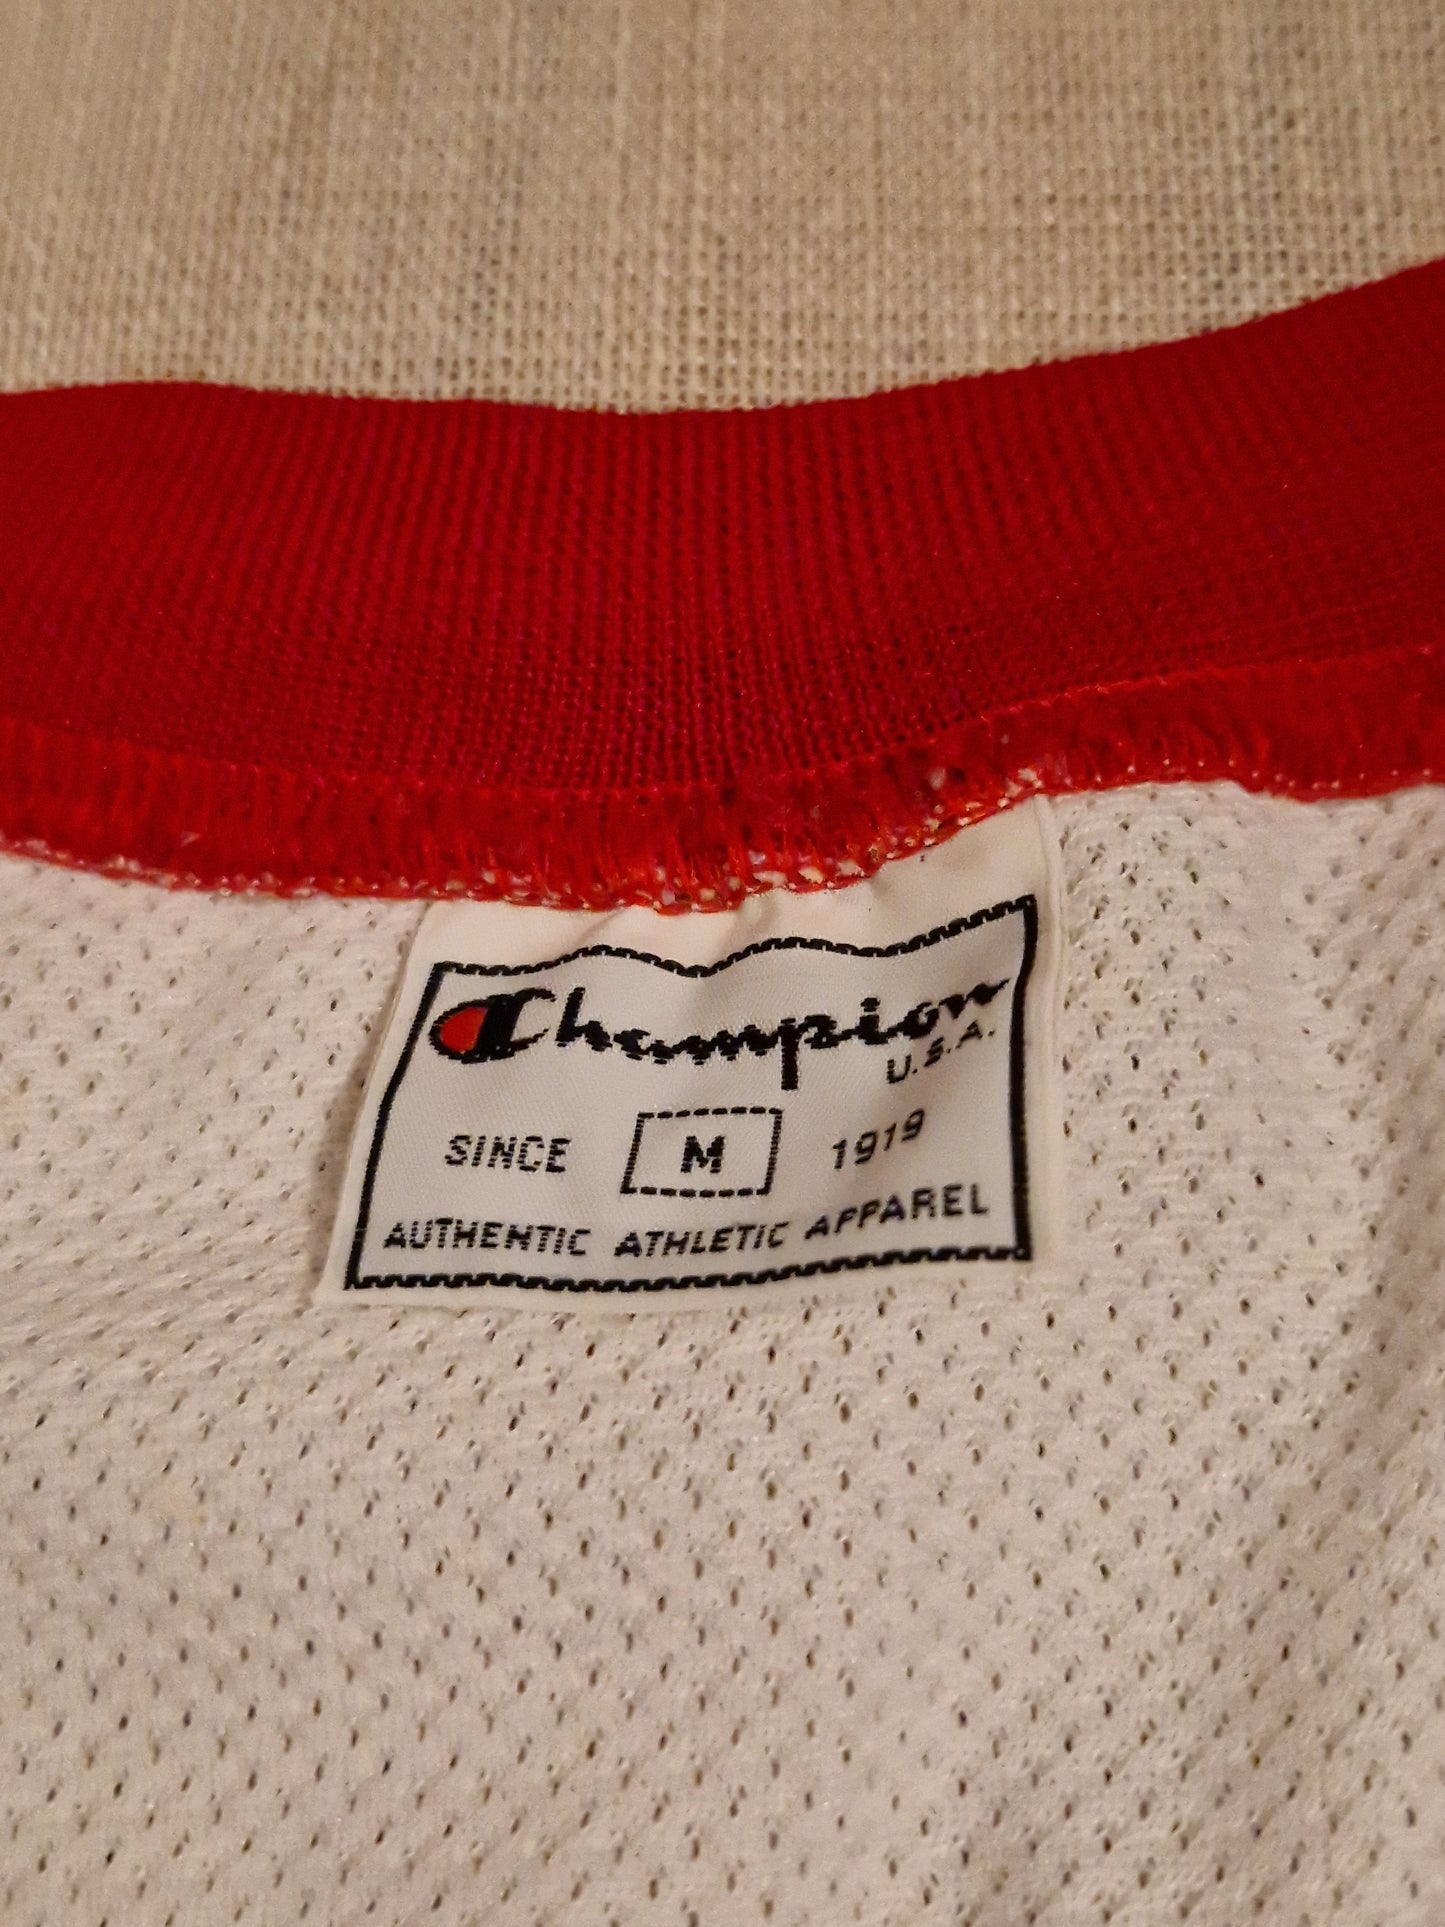 Champion
U.S.A.
SINCE M 1919
AUTHENTIC ATHLETIC APPAREL